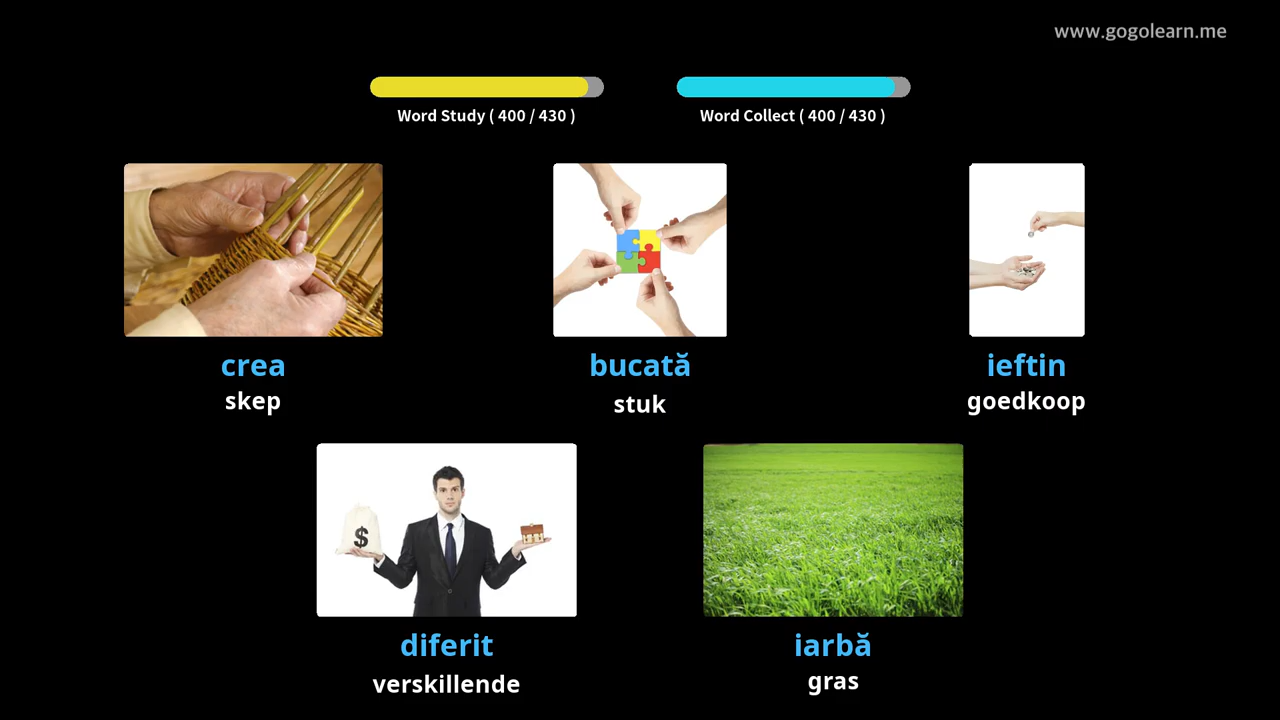 www.gogolearn.me
Word Study ( 400 / 430 )
Word Collect ( 400 / 430 )
crea
skep
bucată
stuk
ieftin
goedkoop
$
diferit
verskillende
iarbă
gras